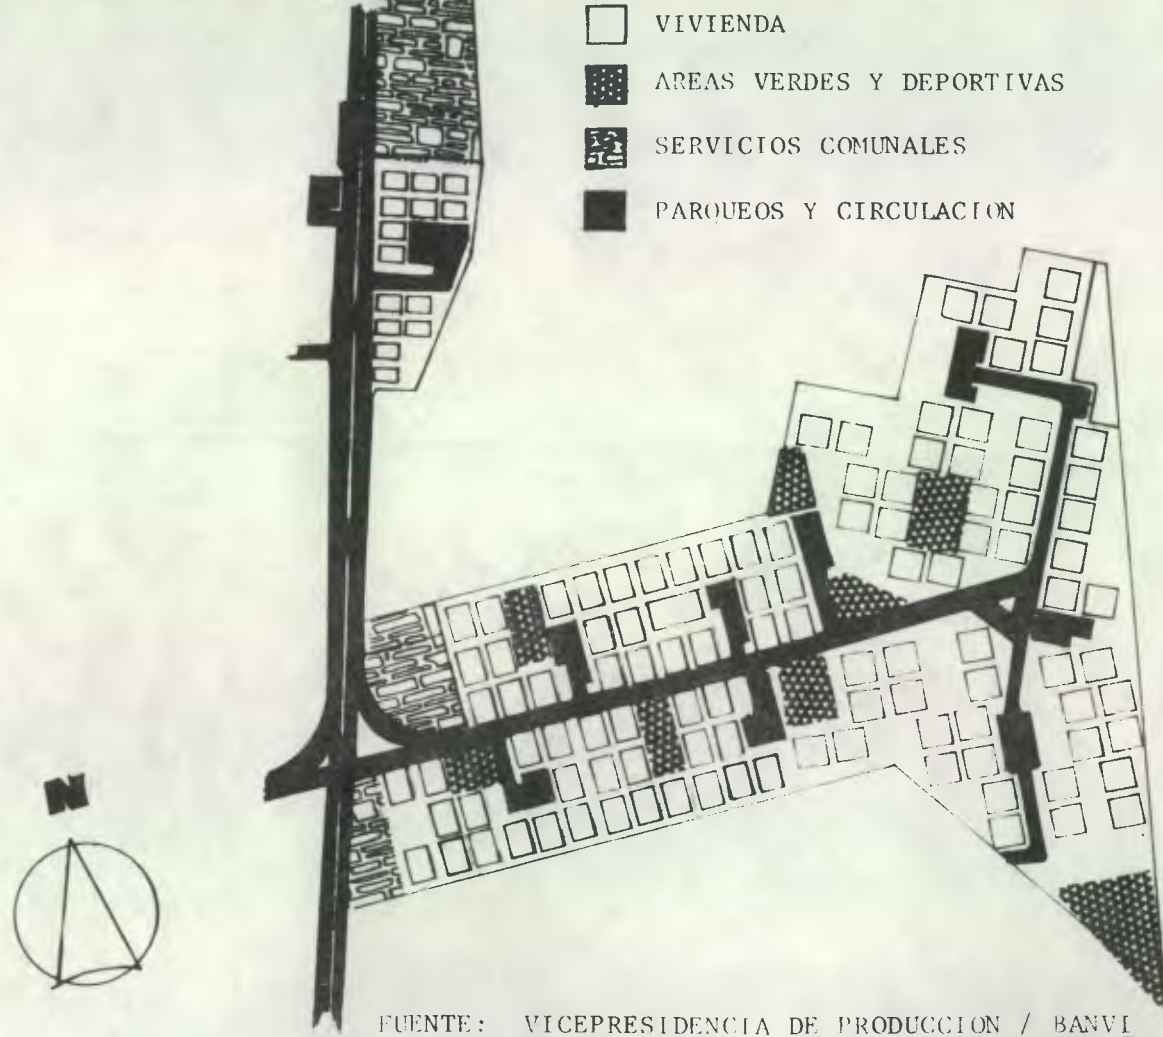 VIVIENDA
AREAS VERDES Y DEPORTIVAS
SERVICIOS COMUNALES
PARQUEOS Y CIRCULACION
N
FUENTE: VICEPRESIDENCIA DE PRODUCCION / BANVI